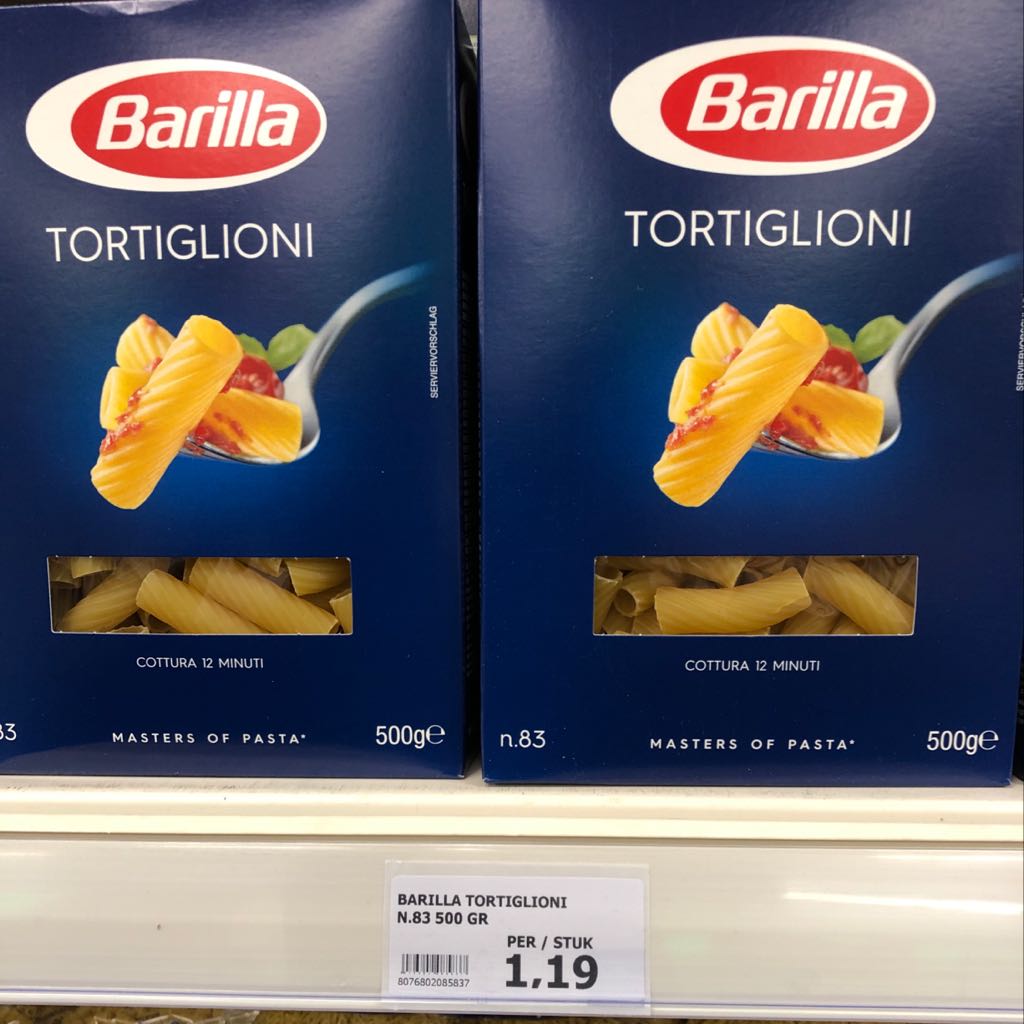 Barilla
TORTIGLIONI
SERVIERVORSCHLAG
COTTURA 12 MINUTI
83
MASTERS OF PASTA*
500g℮
Barilla
TORTIGLIONI
COTTURA 12 MINUTI
n.83
MASTERS OF PASTA*
500g℮
BARILLA TORTIGLIONI
N.83 500 GR
PER / STUK
1,19
8076802085837